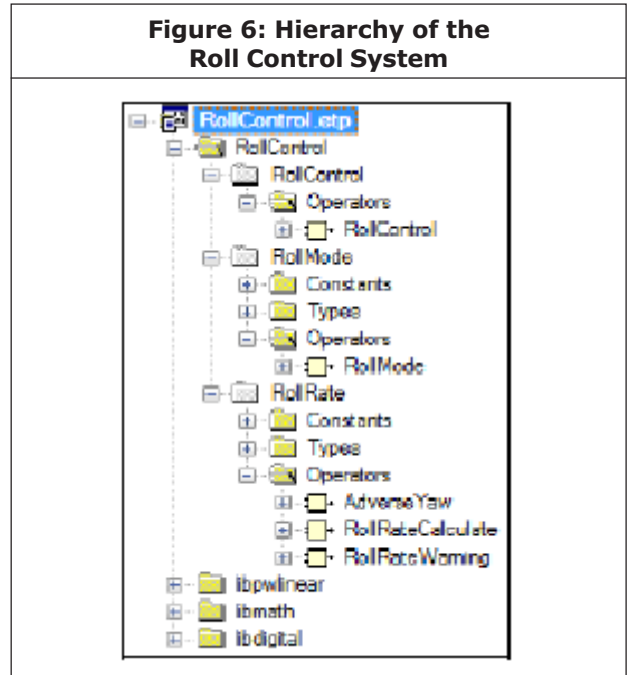 Figure 6: Hierarchy of the
Roll Control System
RollControl.etp
RollControl
RollControl
Operators
RollControl
RollMode
Constants
Types
Operators
RollMode
RollRate
Constants
Types
Operators
AdverseYaw
RollRateCalculate
RollRateWarning
libpwlinear
libmath
libdigital